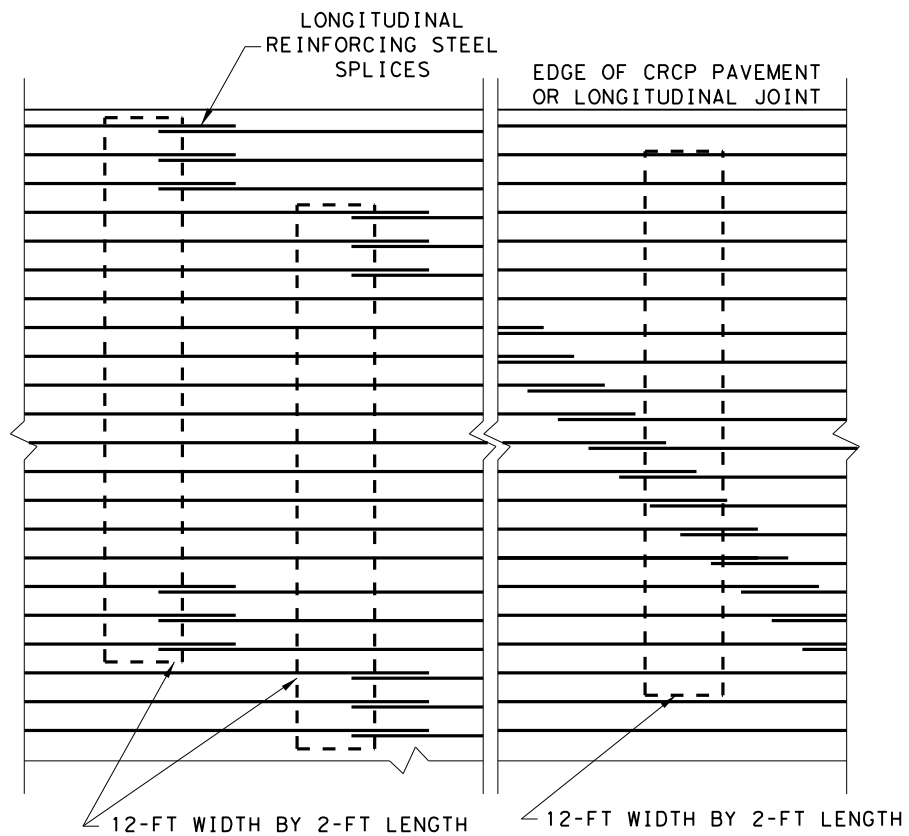 LONGITUDINAL
REINFORCING STEEL
SPLICES
EDGE OF CRCP PAVEMENT
OR LONGITUDINAL JOINT
12-FT WIDTH BY 2-FT LENGTH
12-FT WIDTH BY 2-FT LENGTH